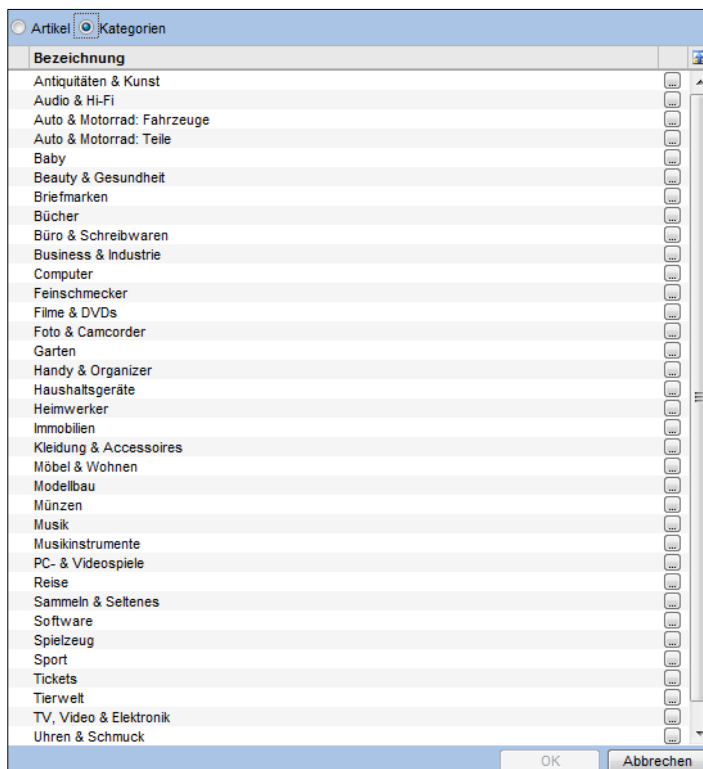 Artikel Kategorien
Bezeichnung
Antiquitäten & Kunst
Audio & Hi-Fi
Auto & Motorrad: Fahrzeuge
Auto & Motorrad: Teile
Baby
Beauty & Gesundheit
Briefmarken
Bücher
Büro & Schreibwaren
Business & Industrie
Computer
Feinschmecker
Filme & DVDs
Foto & Camcorder
Garten
Handy & Organizer
Haushaltsgeräte
Heimwerker
Immobilien
Kleidung & Accessoires
Möbel & Wohnen
Modellbau
Münzen
Musik
Musikinstrumente
PC- & Videospiele
Reise
Sammeln & Seltenes
Software
Spielzeug
Sport
Tickets
Tierwelt
TV, Video & Elektronik
Uhren & Schmuck
OK Abbrechen